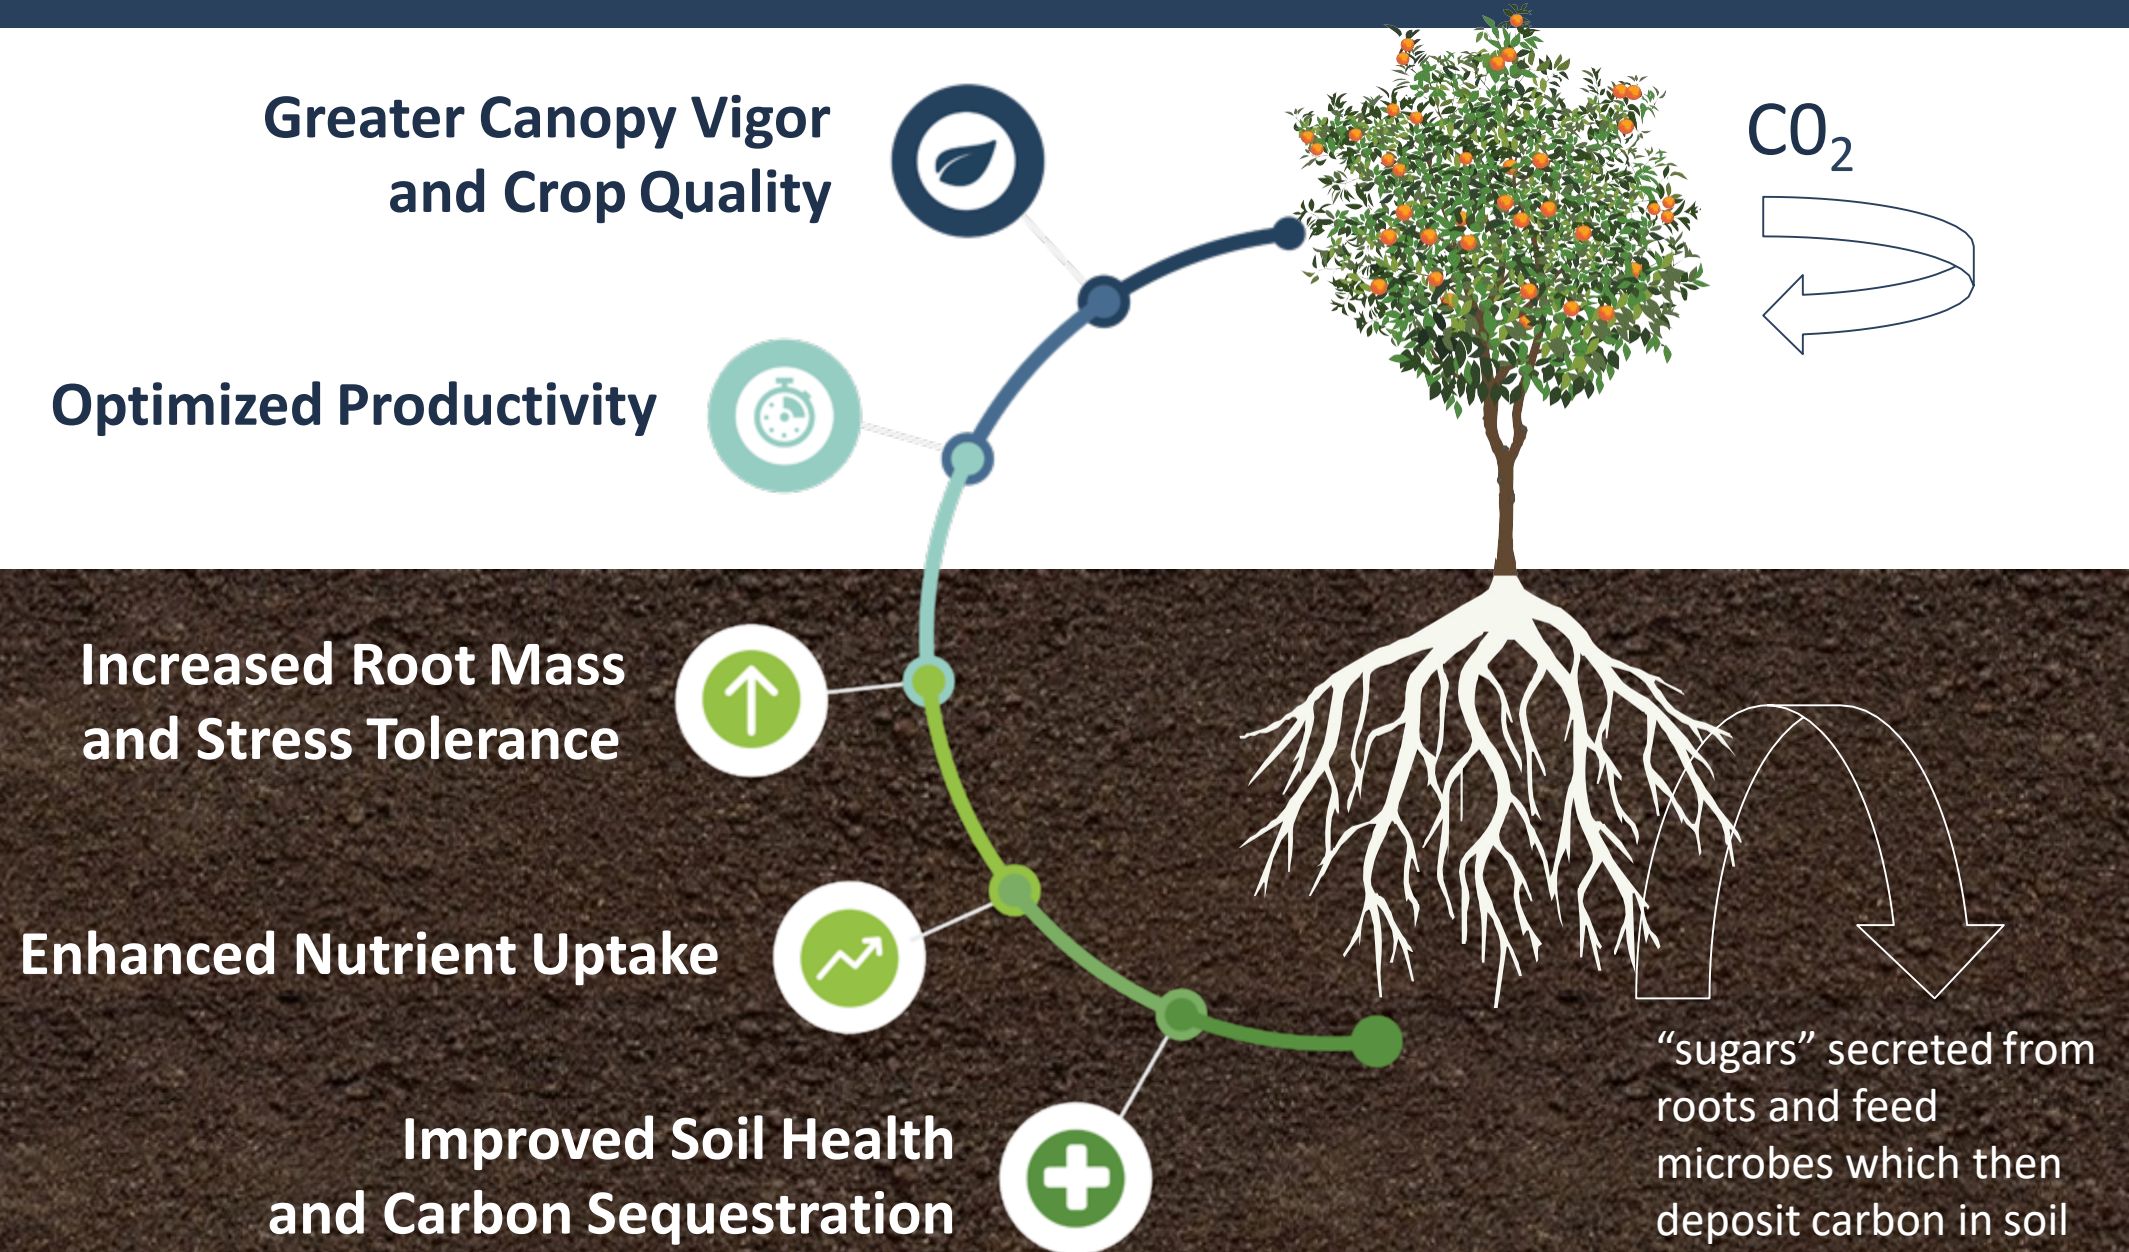 Greater Canopy Vigor
and Crop Quality
C0₂
Optimized Productivity
Increased Root Mass
and Stress Tolerance
Enhanced Nutrient Uptake
“sugars” secreted from
roots and feed
microbes which then
deposit carbon in soil
Improved Soil Health
and Carbon Sequestration